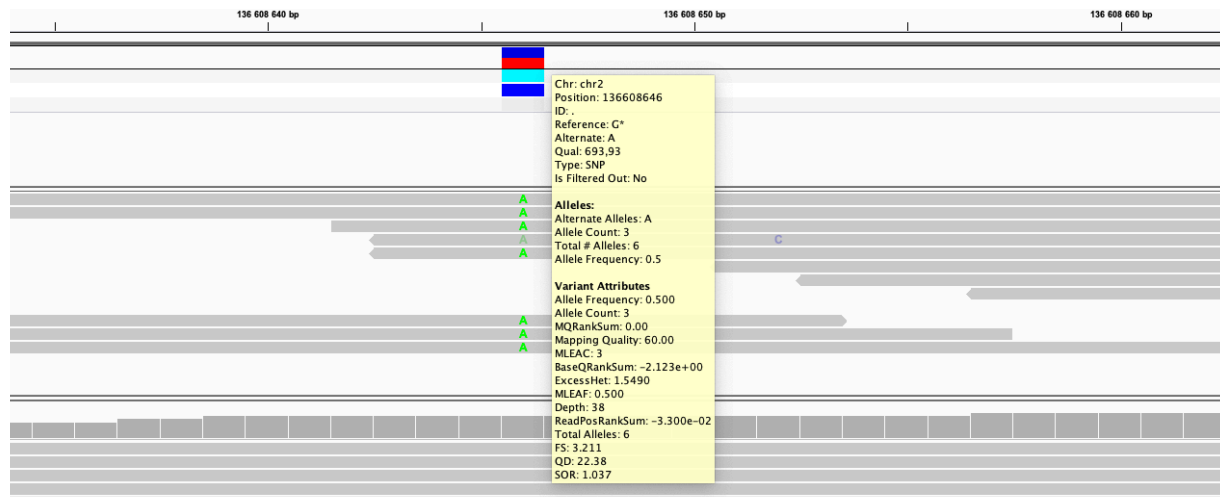 136 608 640 bp
136 608 650 bp
136 608 660 bp
Chr: chr2
Position: 136608646
ID: .
Reference: G*
Alternate: A
Qual: 693,93
Type: SNP
Is Filtered Out: No
Alleles:
Alternate Alleles: A
Allele Count: 3
Total # Alleles: 6
Allele Frequency: 0.5
Variant Attributes
Allele Frequency: 0.500
Allele Count: 3
MQRankSum: 0.00
Mapping Quality: 60.00
MLEAC: 3
BaseQRankSum: -2.123e+00
ExcessHet: 1.5490
MLEAF: 0.500
Depth: 38
ReadPosRankSum: -3.300e-02
Total Alleles: 6
FS: 3.211
QD: 22.38
SOR: 1.037
A
A
A
A
C
A
A
A
A